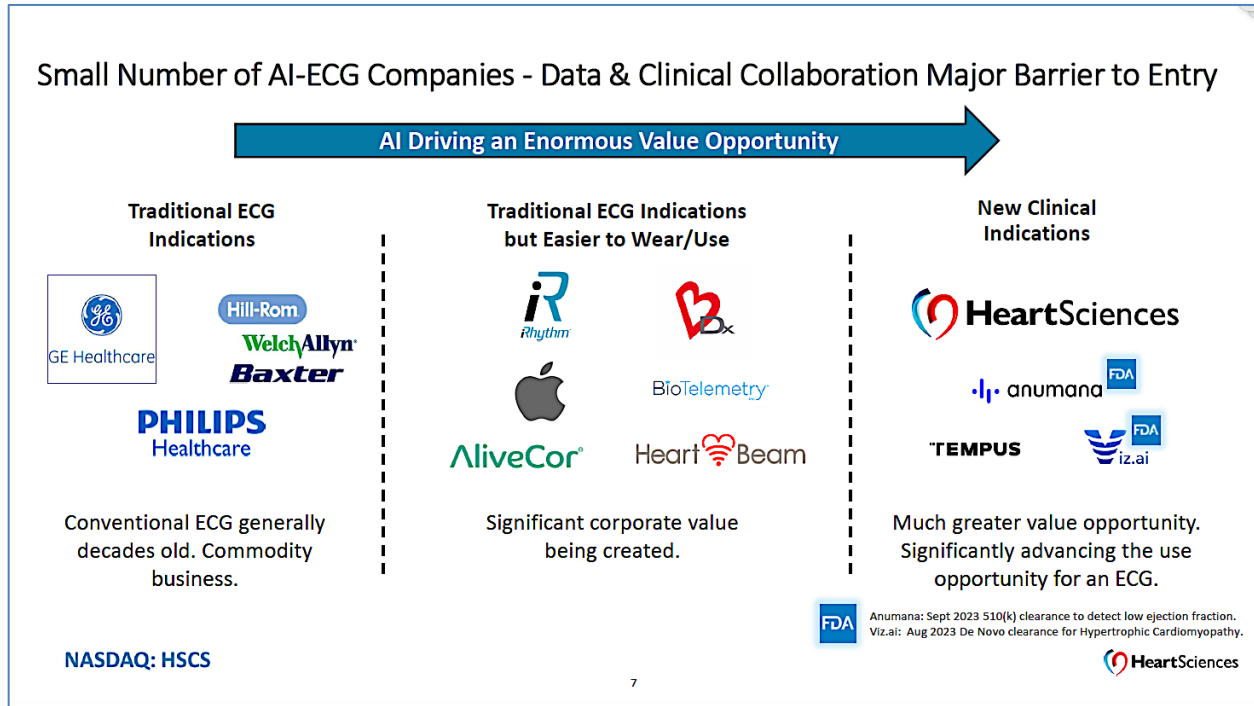 Small Number of AI-ECG Companies - Data & Clinical Collaboration Major Barrier to Entry
AI Driving an Enormous Value Opportunity
Traditional ECG
Indications
GE
GE Healthcare
Hill-Rom
WelchAllyn
Baxter
PHILIPS
Healthcare
Conventional ECG generally
decades old. Commodity
business.
Traditional ECG Indications
but Easier to Wear/Use
iR
iRhythm
BDx
BioTelemetry
AliveCor
HeartBeam
Significant corporate value
being created.
New Clinical
Indications
HeartSciences
anumana
FDA
TEMPUS
viz.ai
FDA
Much greater value opportunity.
Significantly advancing the use
opportunity for an ECG.
FDA
Anumana: Sept 2023 510(k) clearance to detect low ejection fraction.
Viz.ai: Aug 2023 De Novo clearance for Hypertrophic Cardiomyopathy.
NASDAQ: HSCS
7
HeartSciences